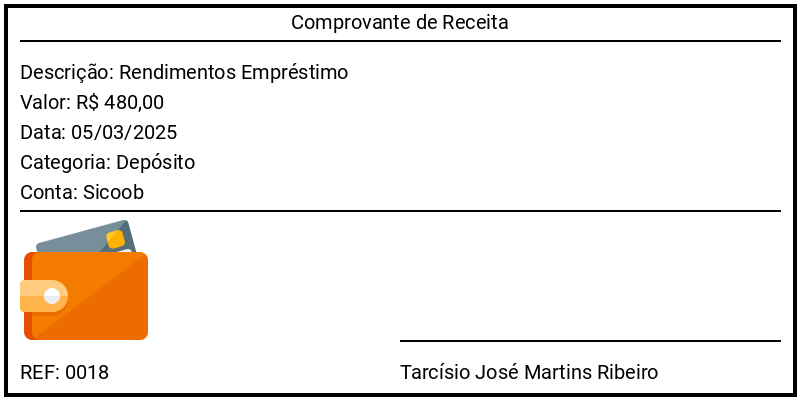 Comprovante de Receita
Descrição: Rendimentos Empréstimo
Valor: R$ 480,00
Data: 05/03/2025
Categoria: Depósito
Conta: Sicoob
REF: 0018
Tarcísio José Martins Ribeiro